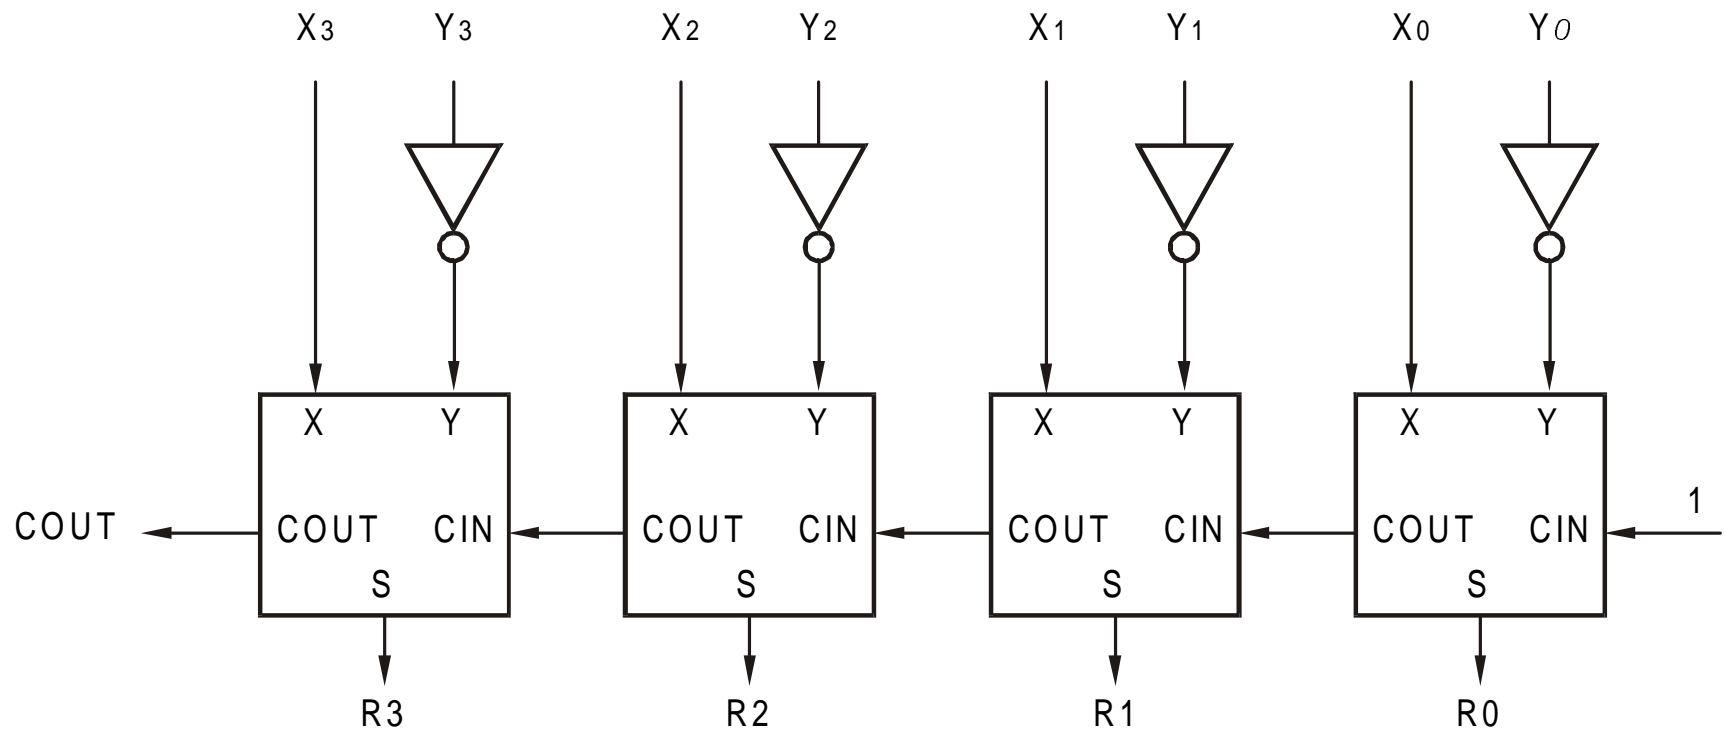 X3 Y3 X2 Y2 X1 Y1 X0 Y0
X Y X Y X Y X Y
1
COUT COUT CIN COUT CIN COUT CIN COUT CIN
S S S S
R3 R2 R1 R0